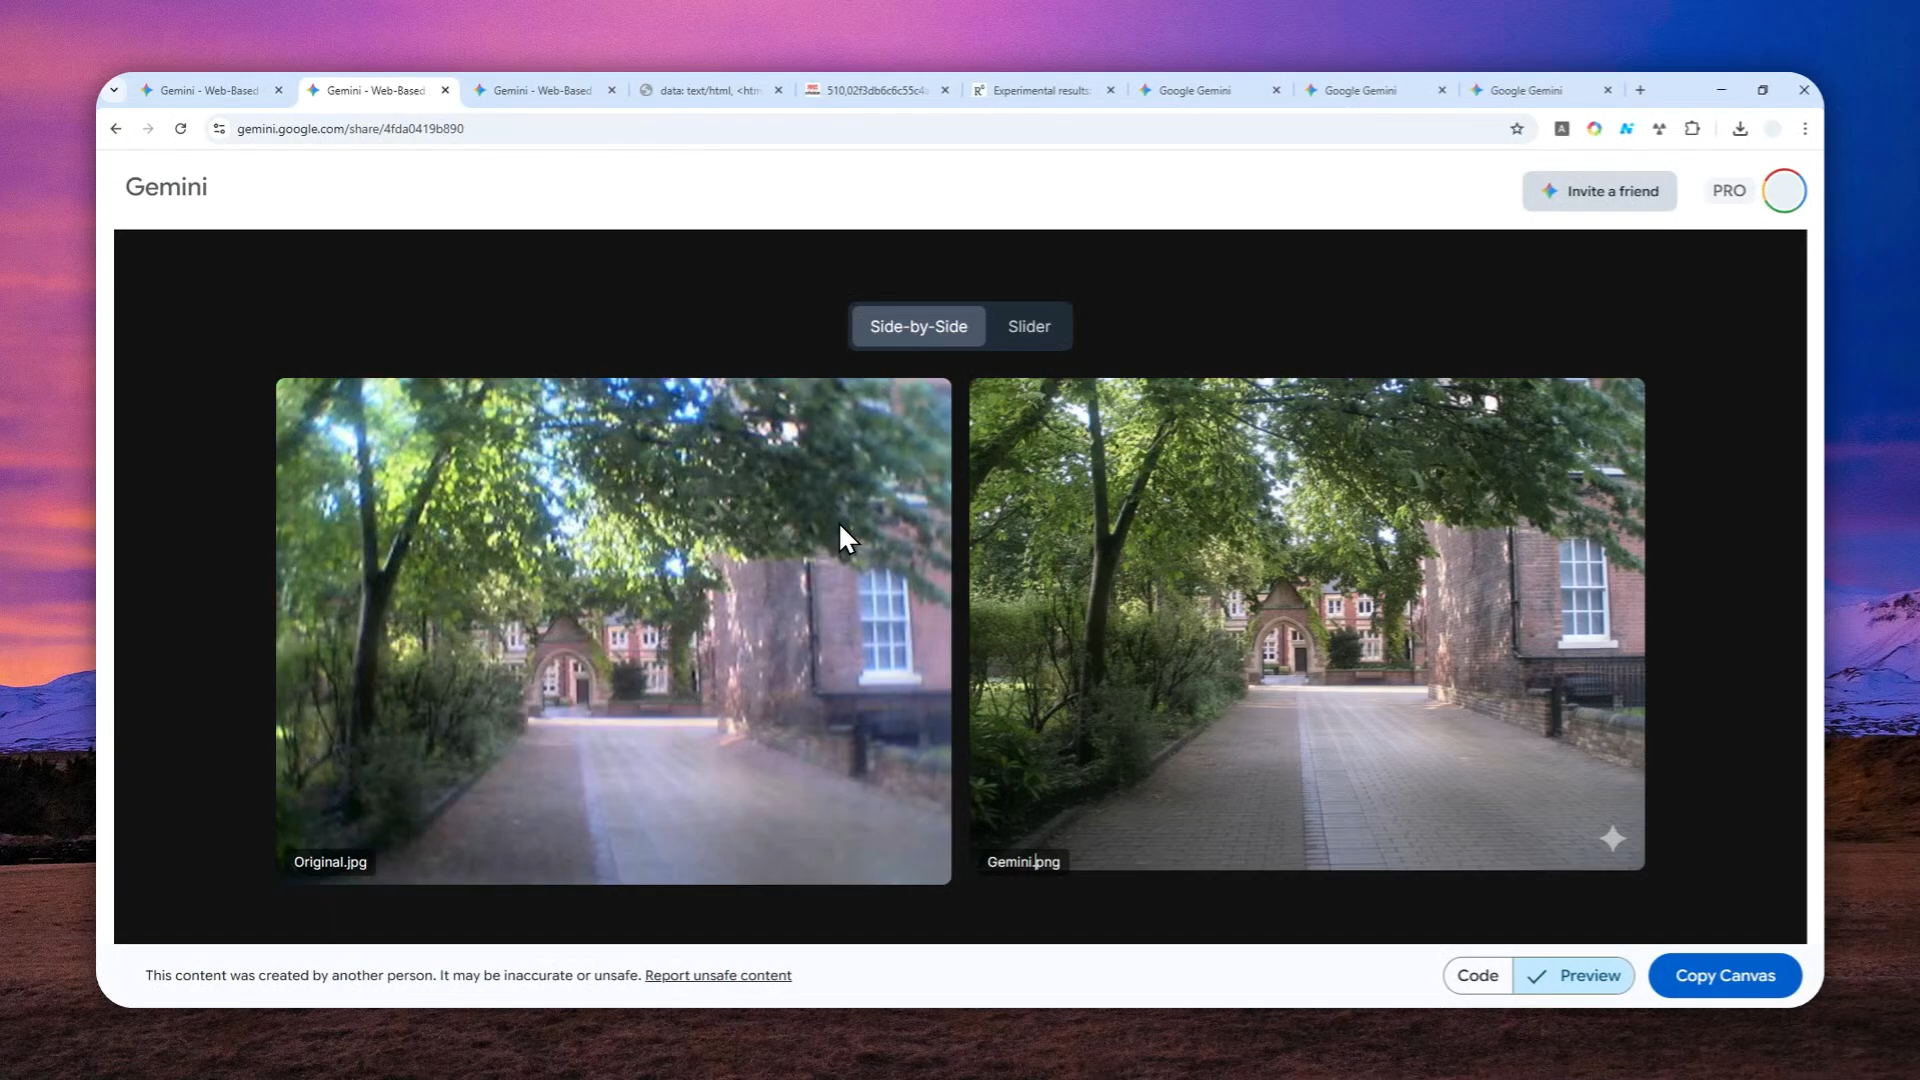 Gemini - Web-Based
Gemini - Web-Based
Gemini - Web-Based
data: text/html, <htm
510,02f3db6c6c55c4a
Experimental results:
Google Gemini
Google Gemini
Google Gemini
gemini.google.com/share/4fda0419b890
Gemini
Invite a friend
PRO
Side-by-Side
Slider
Original.jpg
Gemini.png
This content was created by another person. It may be inaccurate or unsafe. Report unsafe content
Code
Preview
Copy Canvas